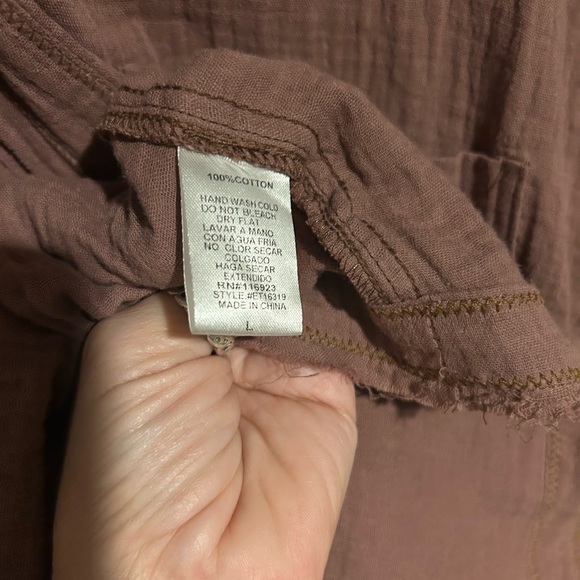 100%COTTON
HAND WASH COLD
DO NOT BLEACH
DRY FLAT
LAVAR A MANO
CON AGUA FRIA
NO CLDR SECAR
COLGADO
HAGA SECAR
EXTENDIDO
RN#116923
STYLE:#ET16319
MADE IN CHINA
L